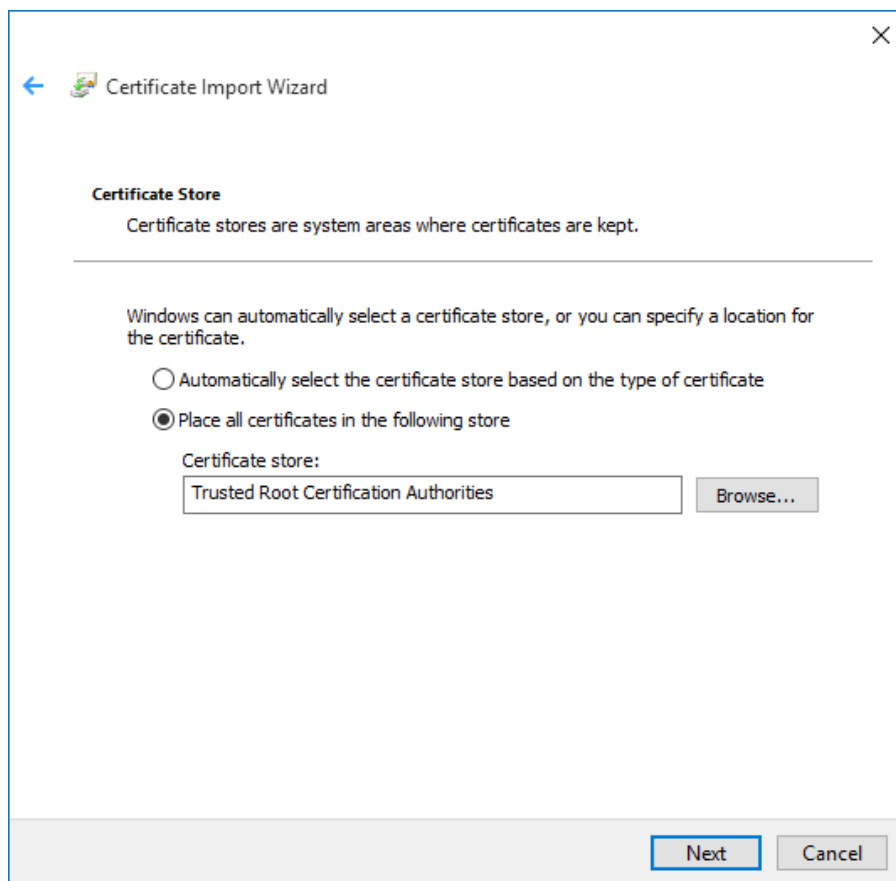 Certificate Import Wizard
Certificate Store
Certificate stores are system areas where certificates are kept.
Windows can automatically select a certificate store, or you can specify a location for
the certificate.
Automatically select the certificate store based on the type of certificate
Place all certificates in the following store
Certificate store:
Trusted Root Certification Authorities
Browse...
Next
Cancel